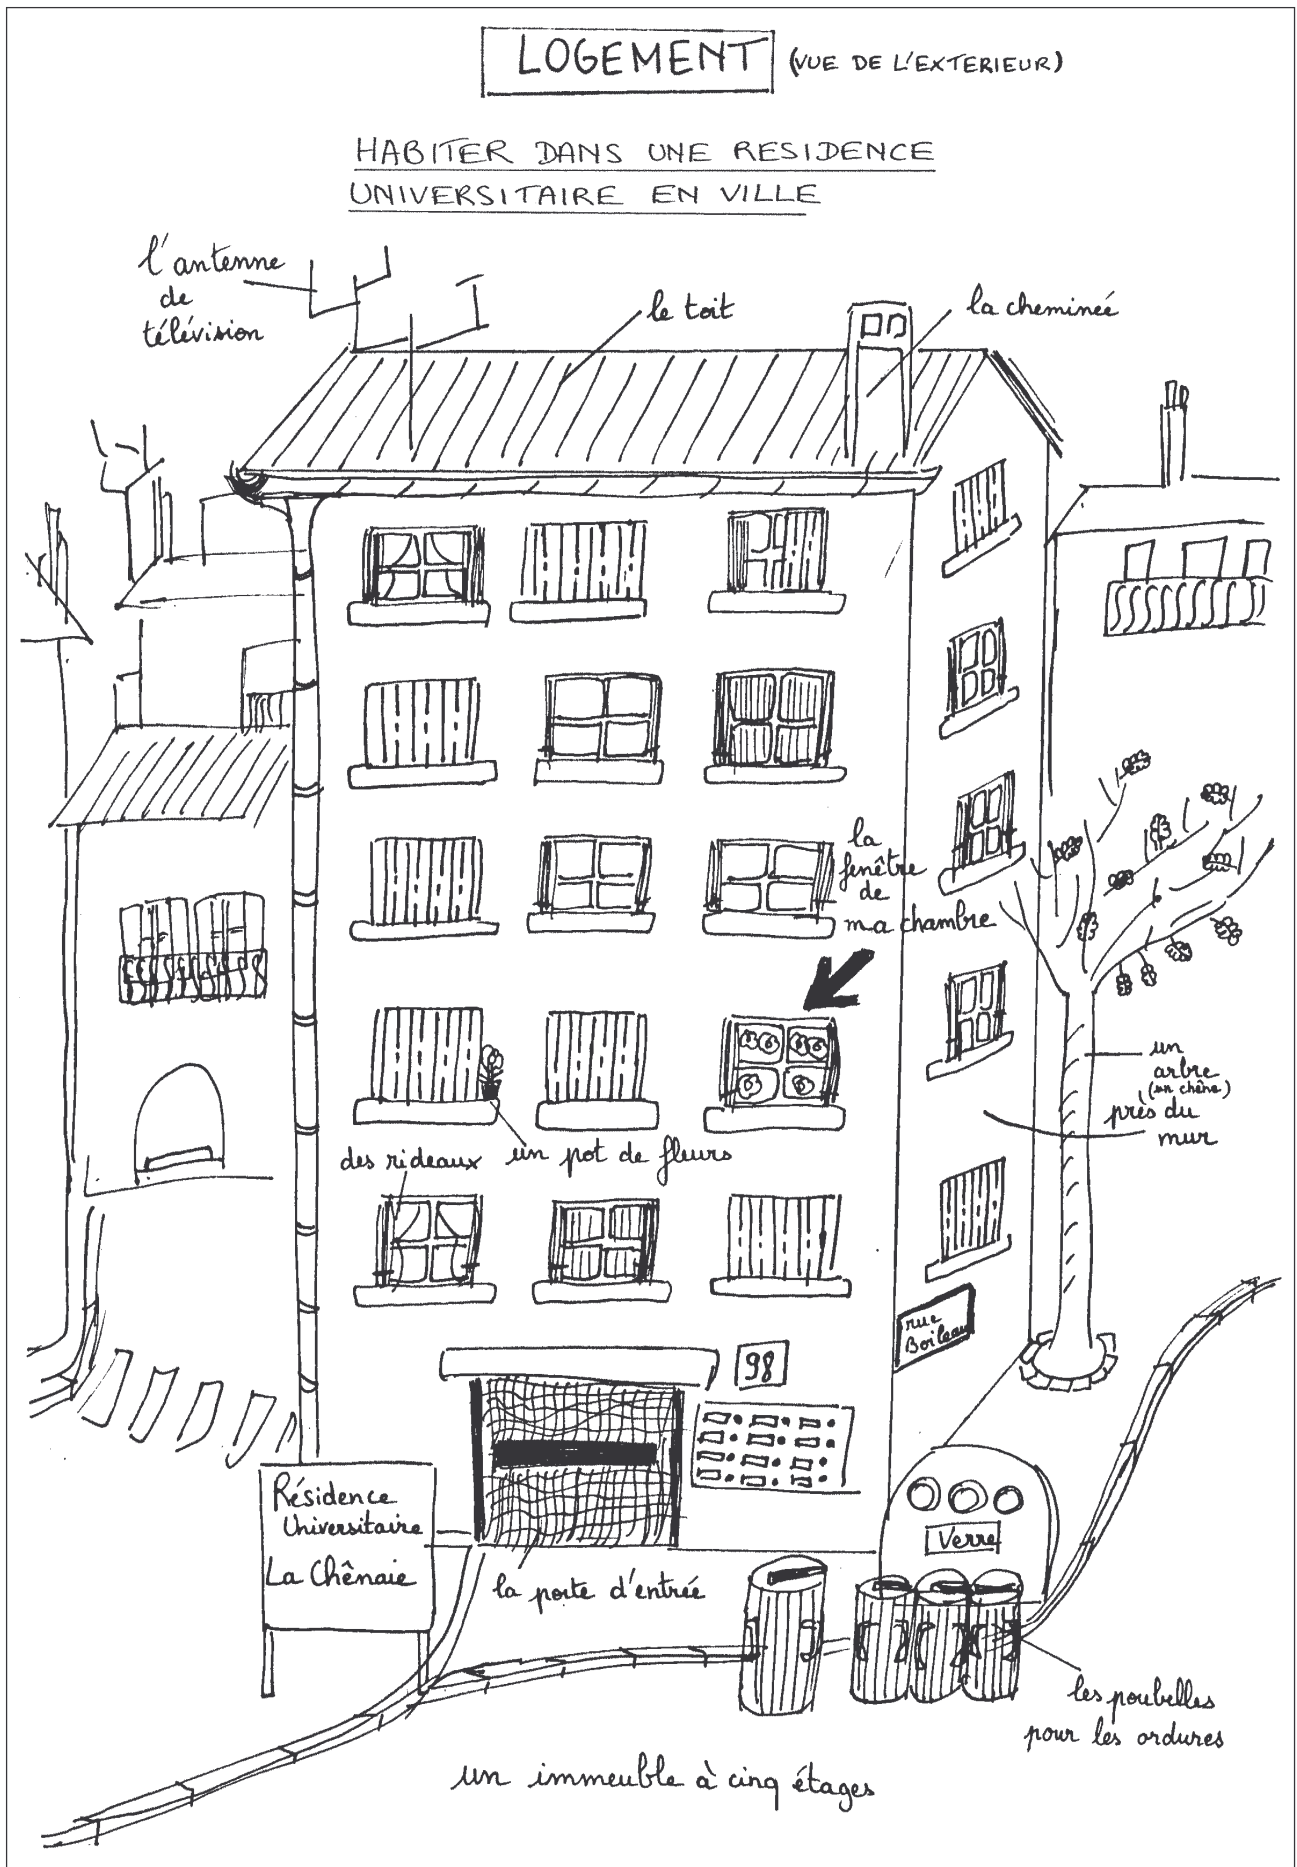 LOGEMENT (VUE DE L'EXTERIEUR)
HABITER DANS UNE RESIDENCE
UNIVERSITAIRE EN VILLE
l'antenne
de
télévision
le toit
la cheminée
la
fenêtre
de
ma chambre
un
arbre
(un chêne)
près du
mur
des rideaux
un pot de fleurs
rue
Boileau
98
Résidence
Universitaire
La Chênaie
Verre
la porte d'entrée
les poubelles
pour les ordures
un immeuble à cinq étages